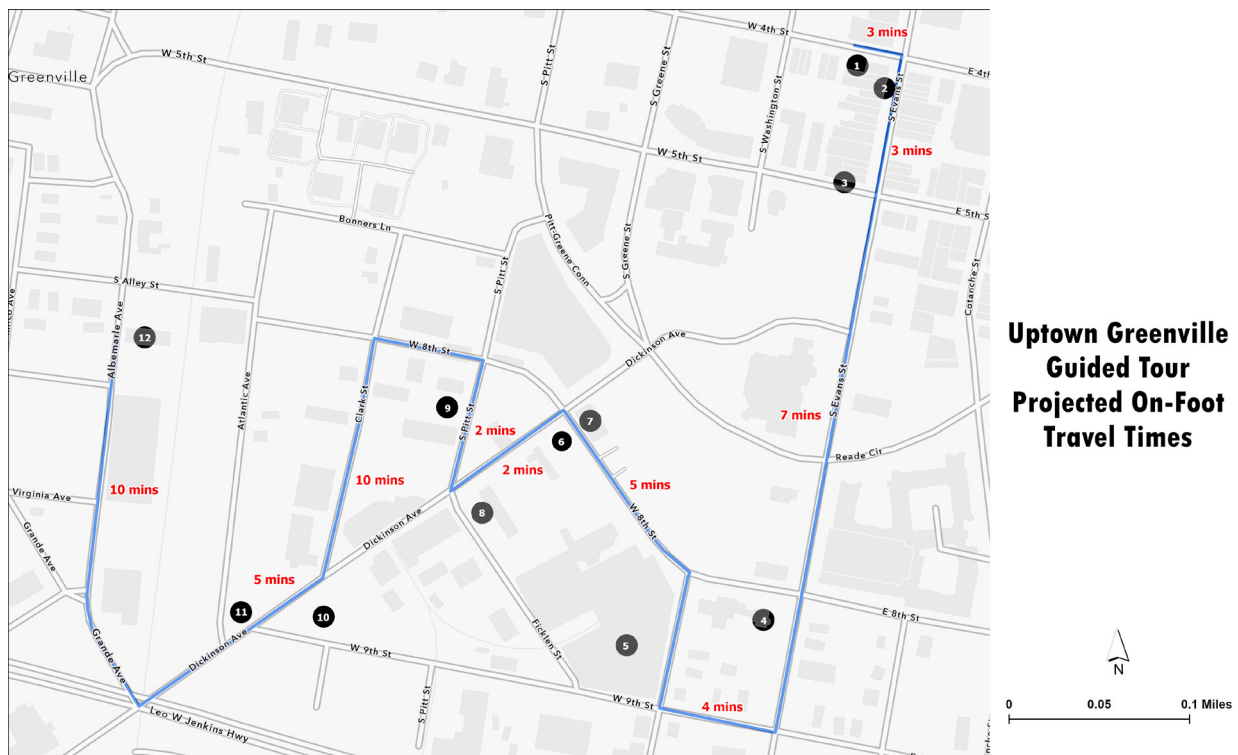 W 4th St
3 mins
E 4th
1
2
S Evans St
3 mins
W 5th St
S Pitt St
S Greene St
S Washington St
Greenville
W 5th St
3
E 5th St
Bonners Ln
Pitt-Greene Conn
S Greene St
S Pitt St
Cotanche St
S Alley St
Albemarle Ave
12
Dickinson Ave
W 8th St
Clark St
Atlantic Ave
9
S Pitt St
2 mins
6
7
S Evans St
7 mins
Reade Cir
Uptown Greenville
Guided Tour
Projected On-Foot
Travel Times
2 mins
10 mins
10 mins
5 mins
W 8th St
Virginia Ave
Grande Ave
8
Dickinson Ave
5 mins
11
10
Ficklen St
4
5
E 8th St
Grande Ave
Dickinson Ave
W 9th St
S Pitt St
W 9th St
4 mins
Leo W Jenkins Hwy
N
0
0.05
0.1 Miles